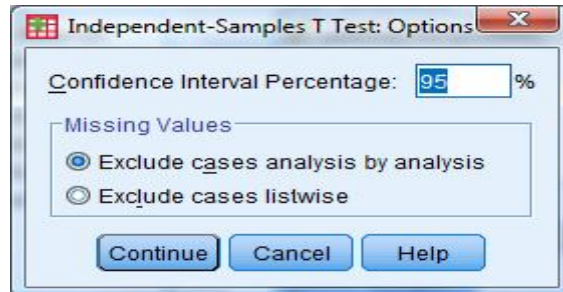 Independent-Samples T Test: Options
Confidence Interval Percentage: 95 %
Missing Values
Exclude cases analysis by analysis
Exclude cases listwise
Continue Cancel Help